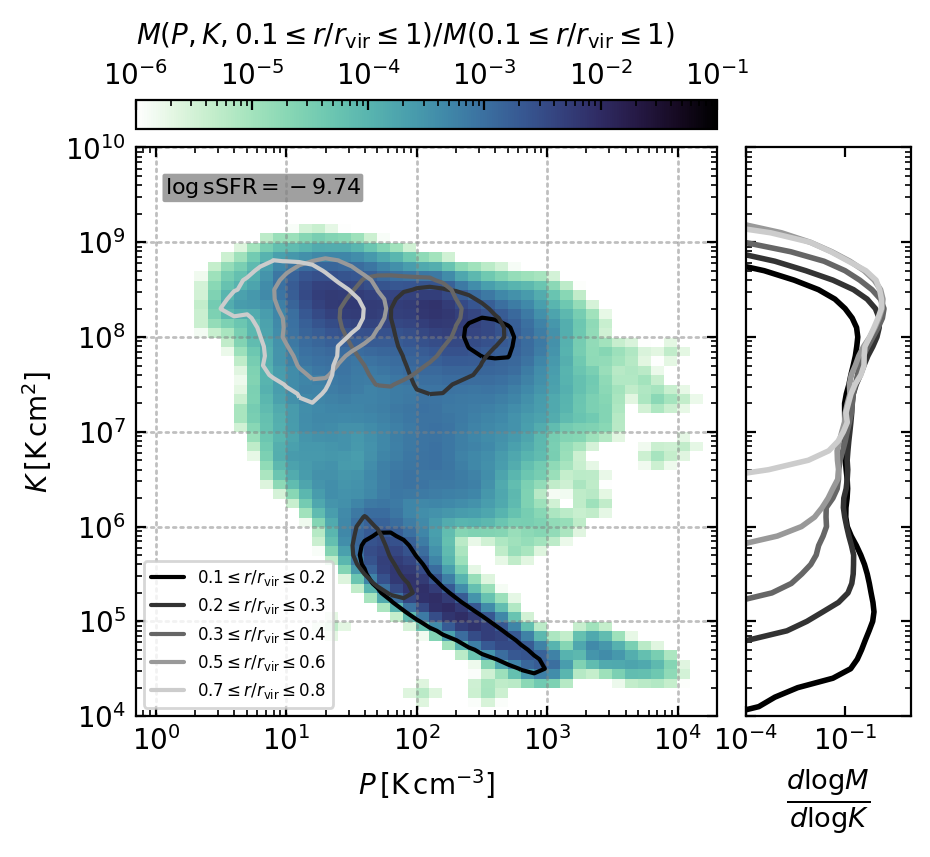 M(P, K, 0.1 ≤ r/r_vir ≤ 1)/M(0.1 ≤ r/r_vir ≤ 1)
10^−6 10^−5 10^−4 10^−3 10^−2 10^−1
10^10
log sSFR = −9.74
10^9
10^8
10^7
10^6
10^5
10^4
K [K cm^2]
0.1 ≤ r/r_vir ≤ 0.2
0.2 ≤ r/r_vir ≤ 0.3
0.3 ≤ r/r_vir ≤ 0.4
0.5 ≤ r/r_vir ≤ 0.6
0.7 ≤ r/r_vir ≤ 0.8
10^0 10^1 10^2 10^3 10^4 10^−4 10^−1
P [K cm^−3]
dlogM
dlogK